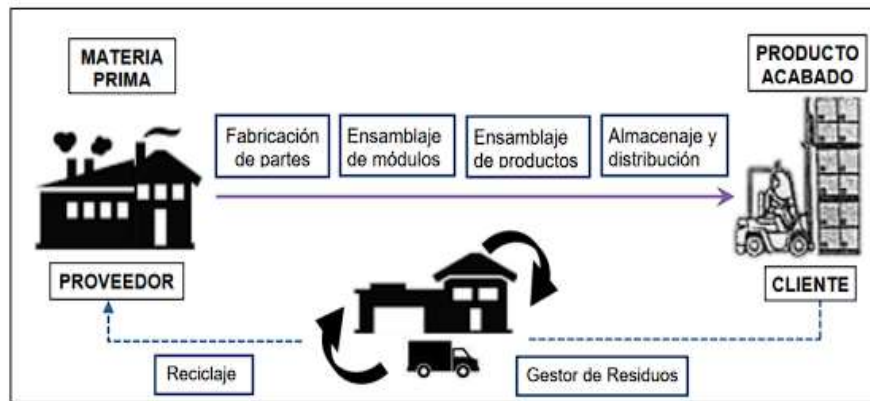 MATERIA
PRIMA
PRODUCTO
ACABADO
Fabricación
de partes
Ensamblaje
de módulos
Ensamblaje
de productos
Almacenaje y
distribución
PROVEEDOR
CLIENTE
Reciclaje
Gestor de Residuos